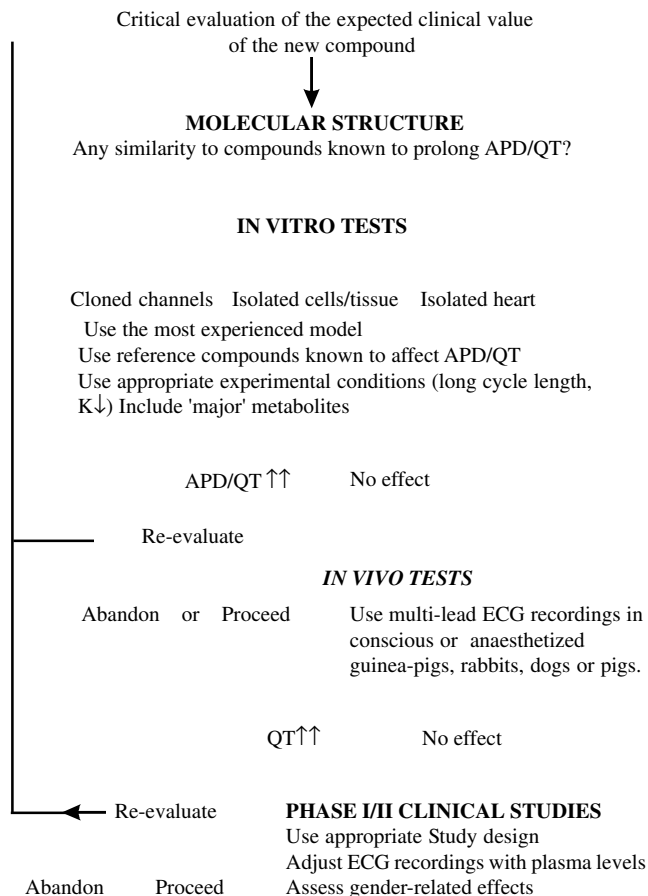 Critical evaluation of the expected clinical value
of the new compound
MOLECULAR STRUCTURE
Any similarity to compounds known to prolong APD/QT?
IN VITRO TESTS
Cloned channels Isolated cells/tissue Isolated heart
Use the most experienced model
Use reference compounds known to affect APD/QT
Use appropriate experimental conditions (long cycle length,
K↓) Include 'major' metabolites
APD/QT ↑↑ No effect
Re-evaluate
IN VIVO TESTS
Abandon or Proceed Use multi-lead ECG recordings in
conscious or anaesthetized
guinea-pigs, rabbits, dogs or pigs.
QT↑↑ No effect
Re-evaluate PHASE I/II CLINICAL STUDIES
Use appropriate Study design
Adjust ECG recordings with plasma levels
Abandon Proceed Assess gender-related effects